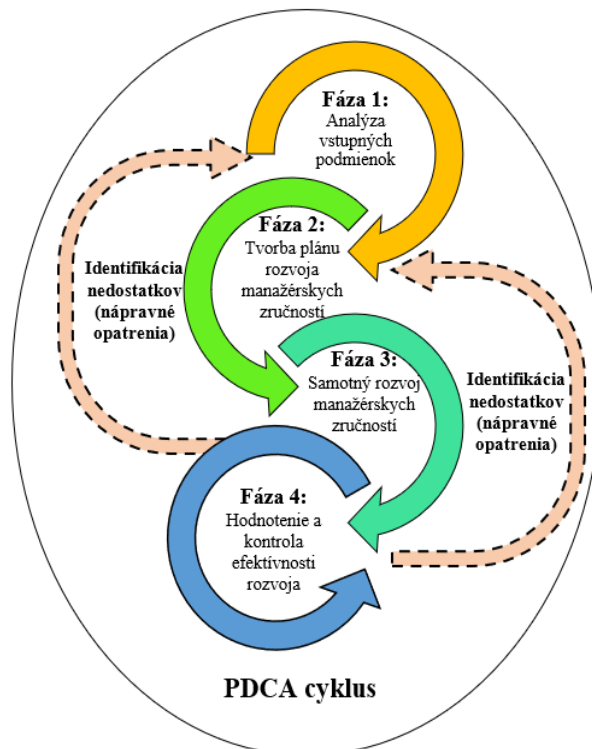 Fáza 1:
Analýza
vstupných
podmienok
Fáza 2:
Tvorba plánu
rozvoja
manažérskych
zručností
Identifikácia
nedostatkov
(nápravné
opatrenia)
Fáza 3:
Samotný rozvoj
manažérskych
zručností
Identifikácia
nedostatkov
(nápravné
opatrenia)
Fáza 4:
Hodnotenie a
kontrola
efektívnosti
rozvoja
PDCA cyklus